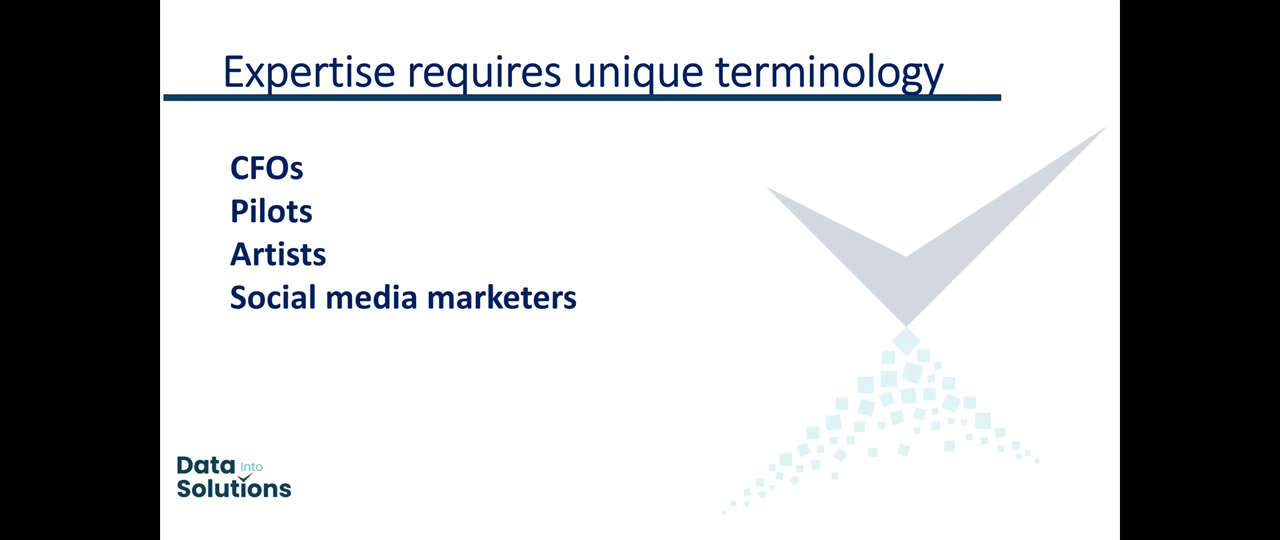 Expertise requires unique terminology
CFOs
Pilots
Artists
Social media marketers
Data Into
Solutions